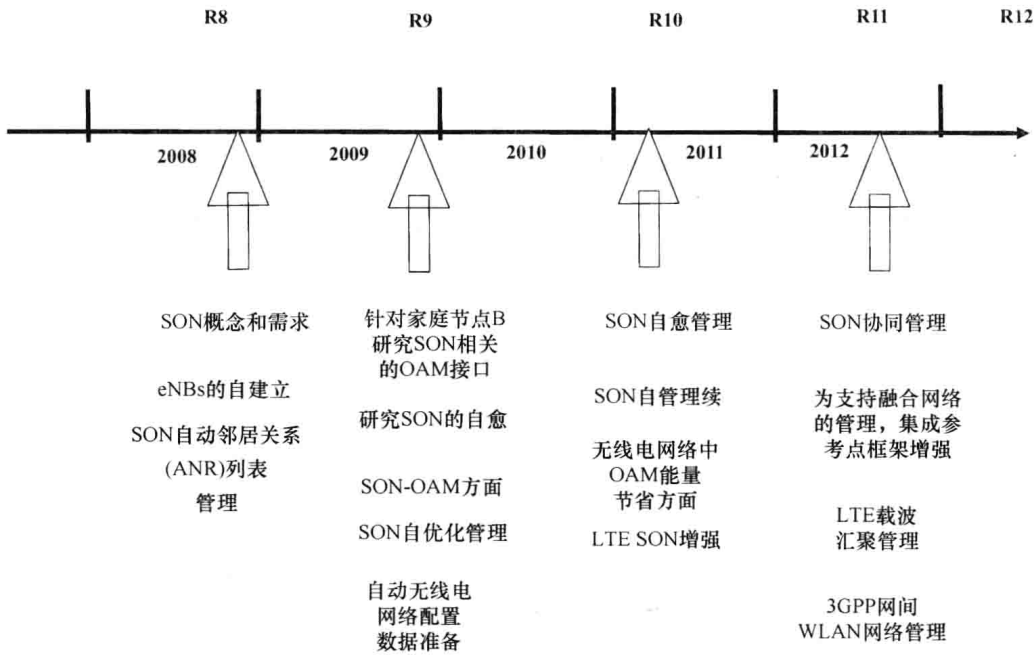 R8
R9
R10
R11
R12
2008
2009
2010
2011
2012
SON概念和需求
eNBs的自建立
SON自动邻居关系
(ANR)列表
管理
针对家庭节点B
研究SON相关
的OAM接口
研究SON的自愈
SON-OAM方面
SON自优化管理
自动无线电
网络配置
数据准备
SON自愈管理
SON自管理续
无线电网络中
OAM能量
节省方面
LTE SON增强
SON协同管理
为支持融合网络
的管理，集成参
考点框架增强
LTE载波
汇聚管理
3GPP网间
WLAN网络管理